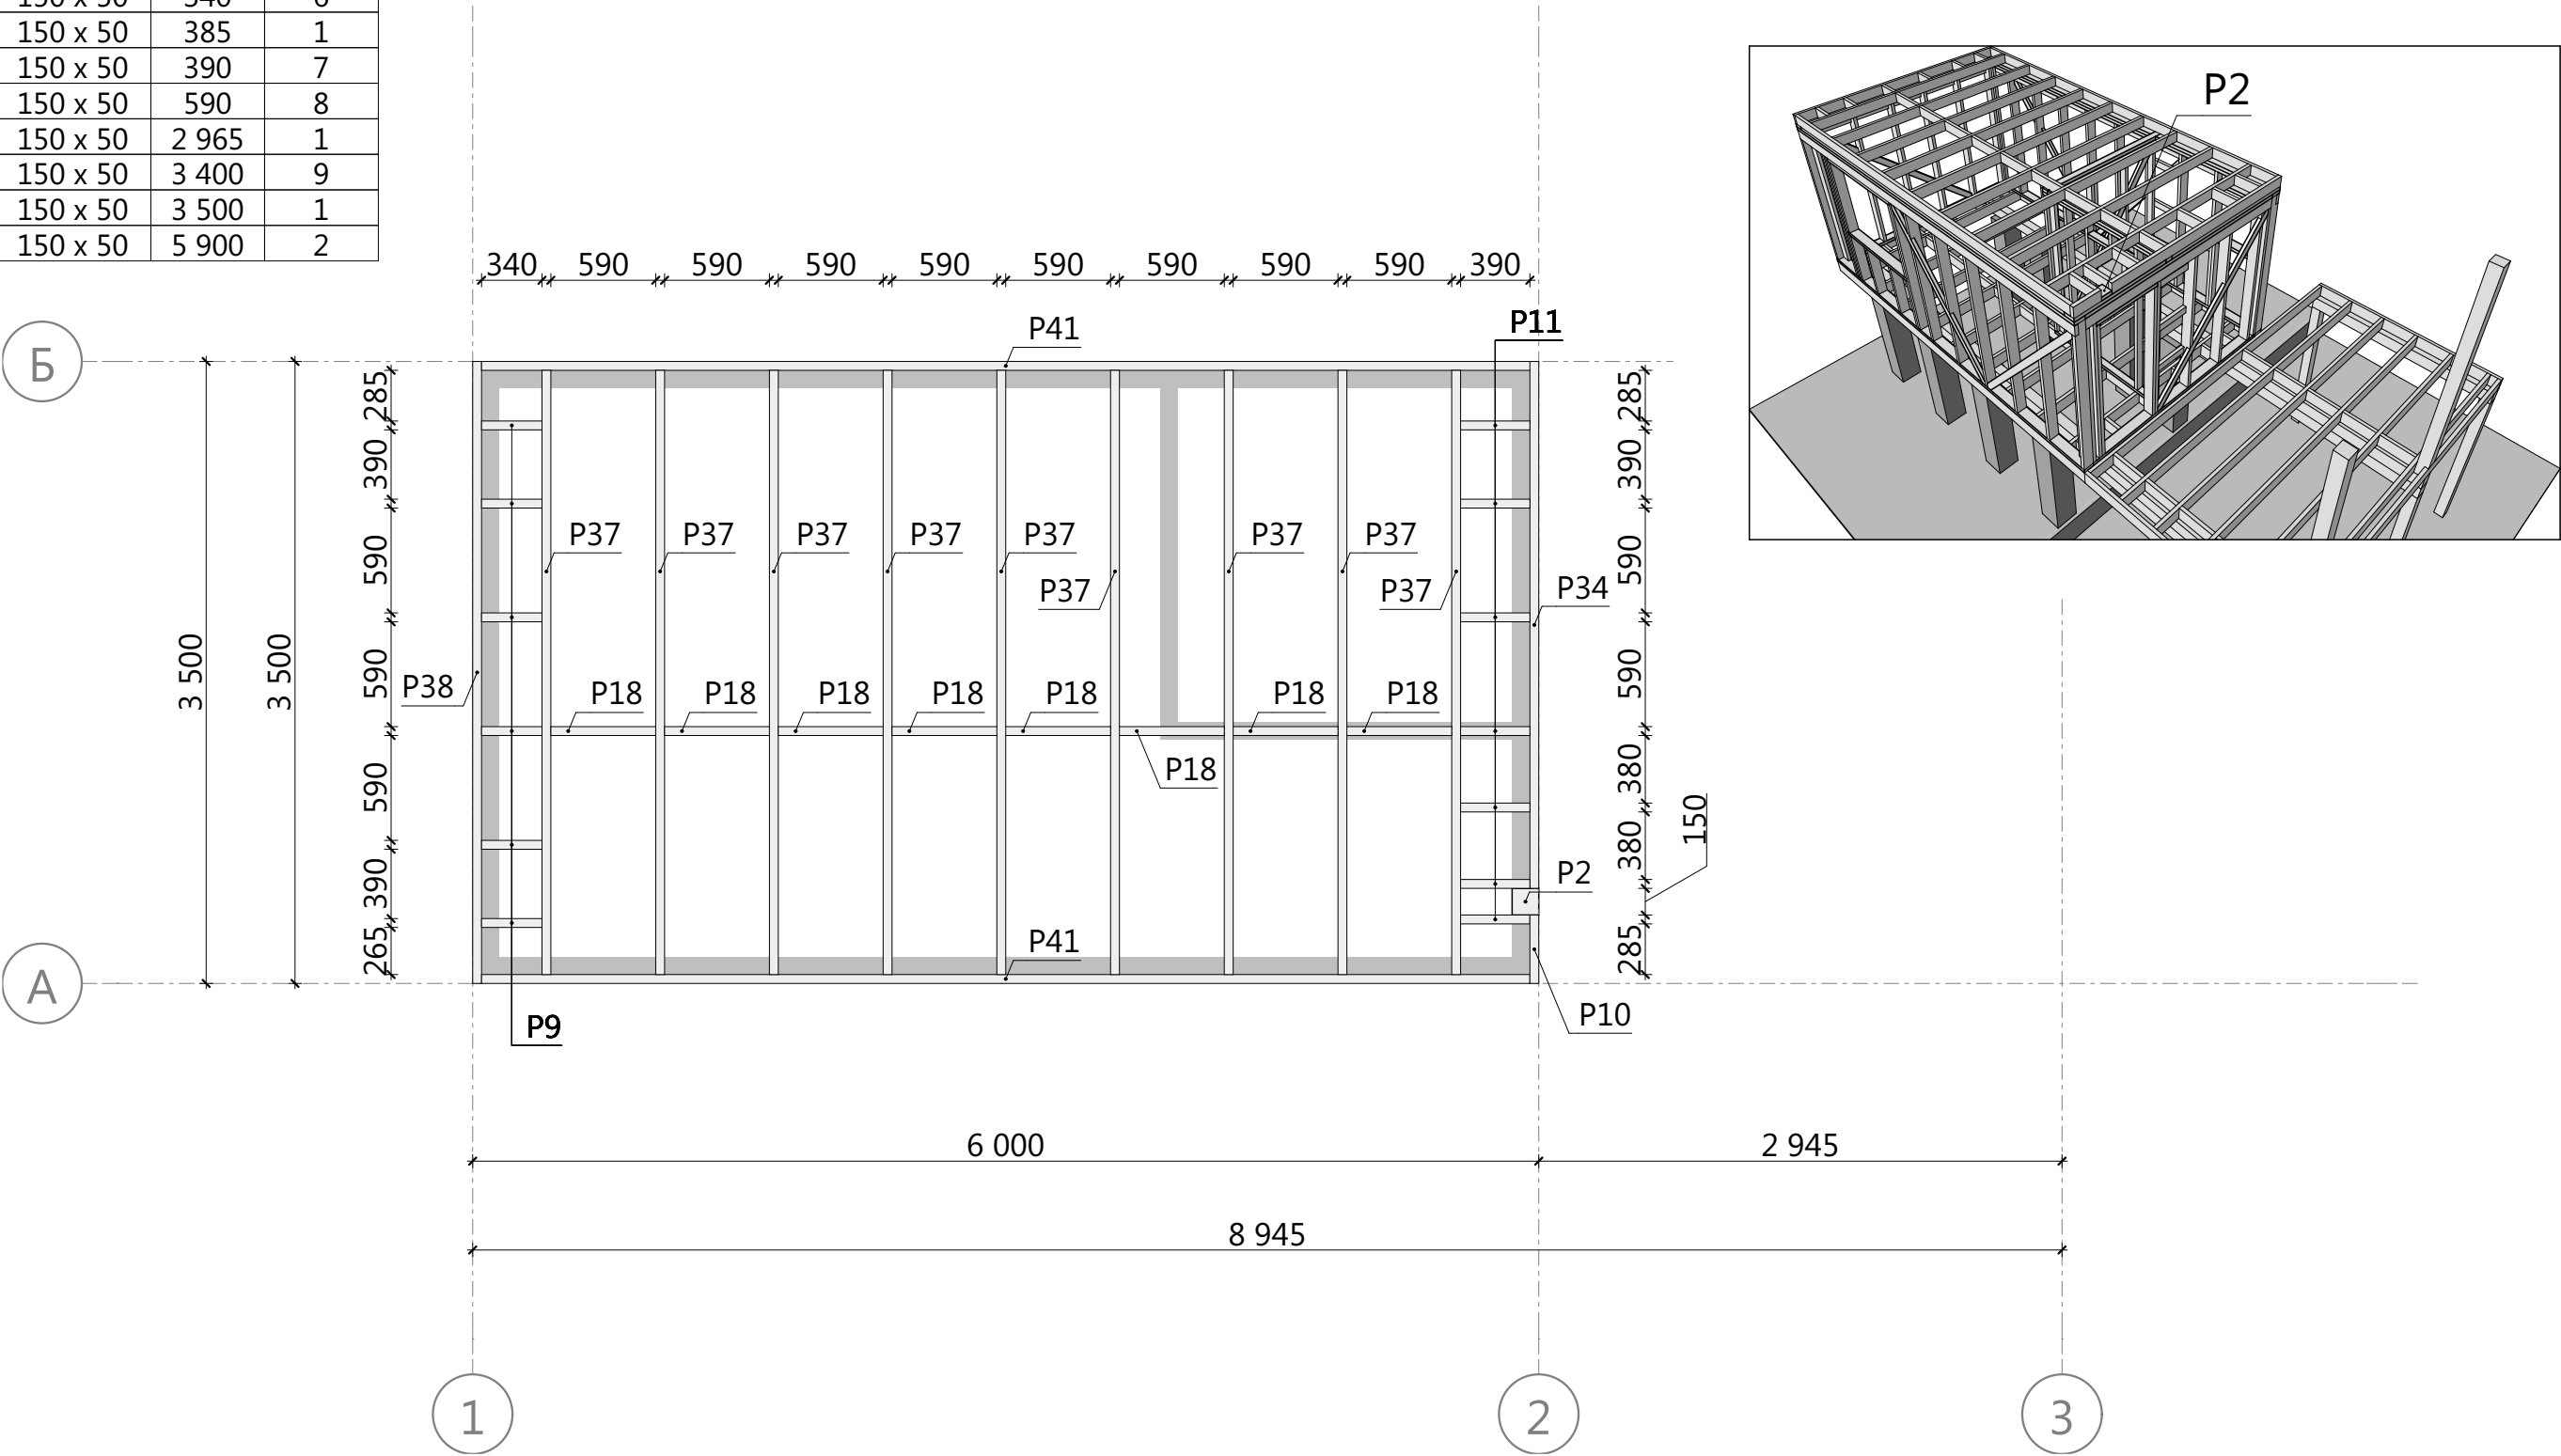 150 x 50 340 6
150 x 50 385 1
150 x 50 390 7
150 x 50 590 8
150 x 50 2 965 1
150 x 50 3 400 9
150 x 50 3 500 1
150 x 50 5 900 2
P2
340 590 590 590 590 590 590 590 590 390
P41
P11
Б
285
390
590
590
590
390
265
3 500
3 500
285
390
590
590
380
380
150
285
P37 P37 P37 P37 P37 P37 P37
P37 P37
P34
P38
P18 P18 P18 P18 P18 P18 P18
P18
P2
P41
А
P10
P9
6 000 2 945
8 945
1 2 3